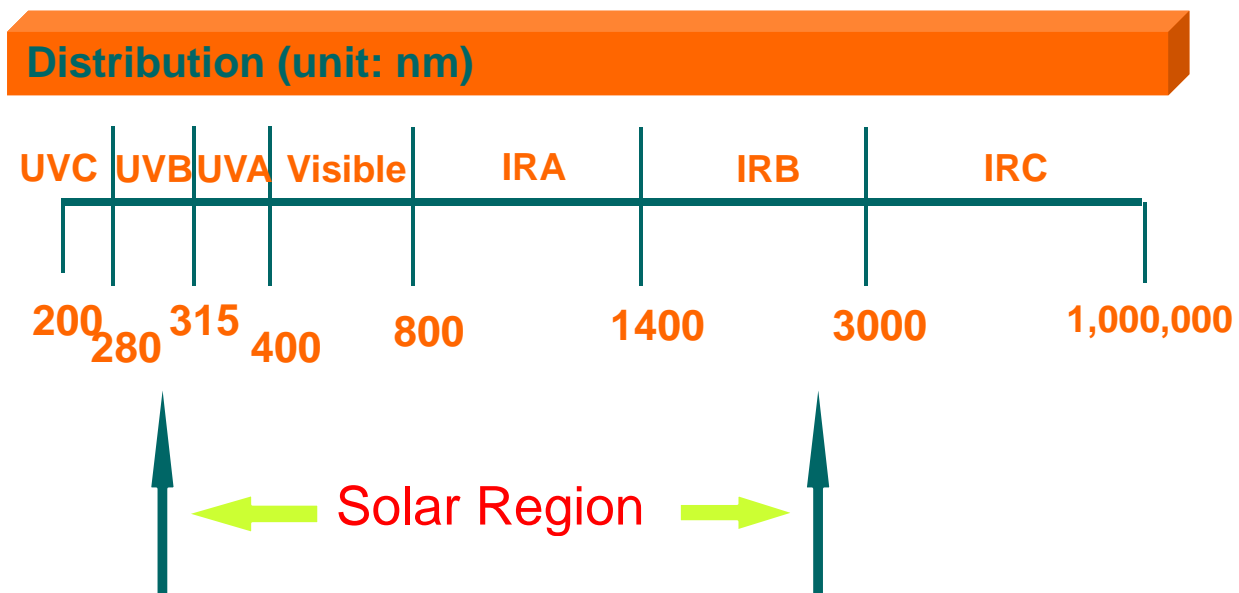 Distribution (unit: nm)
UVC UVB UVA Visible IRA IRB IRC
200 280 315 400 800 1400 3000 1,000,000
Solar Region